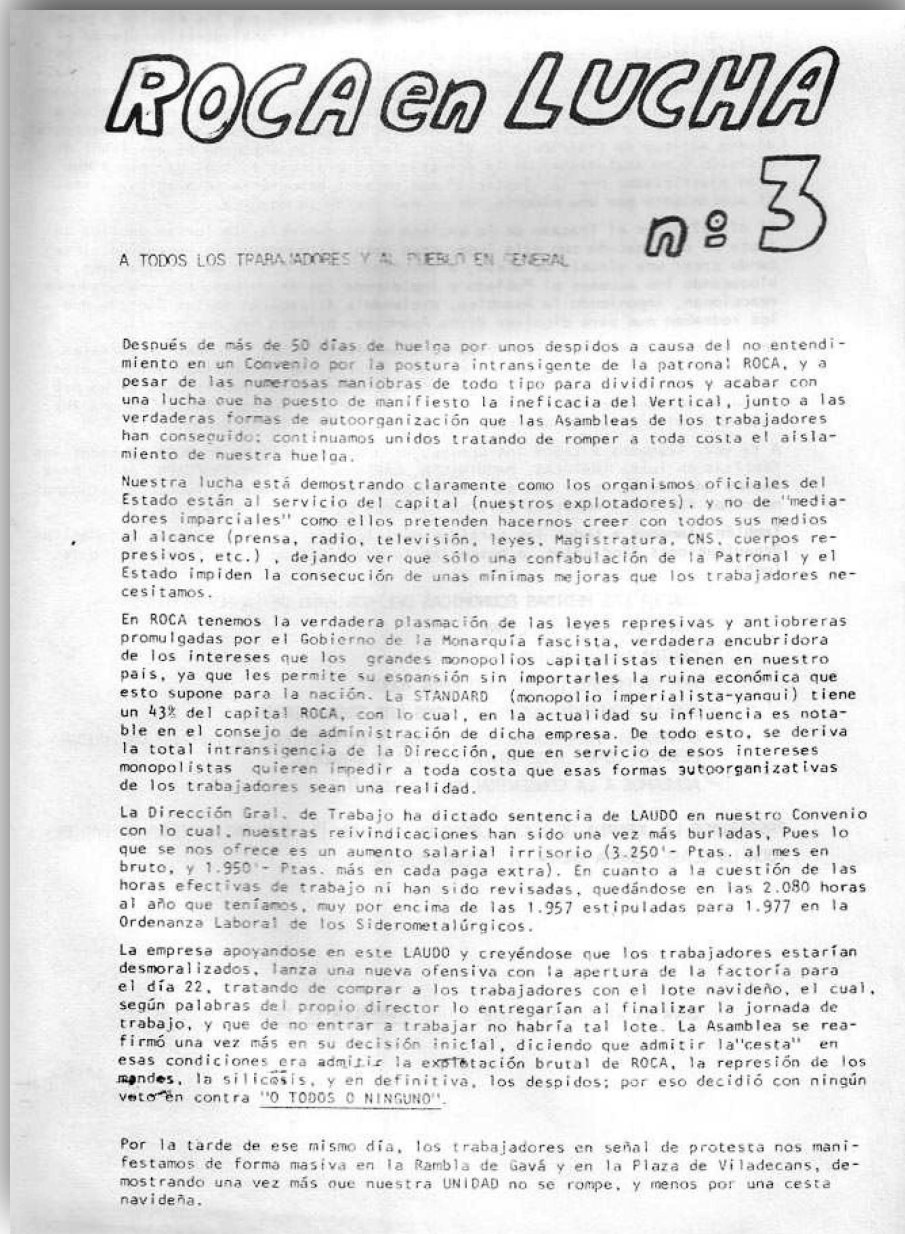 ROCA en LUCHA
nº 3
A TODOS LOS TRABAJADORES Y AL PUEBLO EN GENERAL
Después de más de 50 días de huelga por unos despidos a causa del no entendi-
miento en un Convenio por la postura intransigente de la patronal ROCA, y a
pesar de las numerosas maniobras de todo tipo para dividirnos y acabar con
una lucha que ha puesto de manifiesto la ineficacia del Vertical, junto a las
verdaderas formas de autoorganización que las Asambleas de los trabajadores
han conseguido; continuamos unidos tratando de romper a toda costa el aisla-
miento de nuestra huelga.
Nuestra lucha está demostrando claramente como los organismos oficiales del
Estado están al servicio del capital (nuestros explotadores), y no de "media-
dores imparciales" como ellos pretenden hacernos creer con todos sus medios
al alcance (prensa, radio, televisión, leyes, Magistratura, CNS, cuerpos re-
presivos, etc.) , dejando ver que sólo una confabulación de la Patronal y el
Estado impiden la consecución de unas mínimas mejoras que los trabajadores ne-
cesitamos.
En ROCA tenemos la verdadera plasmación de las leyes represivas y antiobreras
promulgadas por el Gobierno de la Monarquía fascista, verdadera encubridora
de los intereses que los grandes monopolios capitalistas tienen en nuestro
país, ya que les permite su espansión sin importarles la ruina económica que
esto supone para la nación. La STANDARD (monopolio imperialista-yanqui) tiene
un 43% del capital ROCA, con lo cual, en la actualidad su influencia es nota-
ble en el consejo de administración de dicha empresa. De todo esto, se deriva
la total intransigencia de la Dirección, que en servicio de esos intereses
monopolistas quieren impedir a toda costa que esas formas autoorganizativas
de los trabajadores sean una realidad.
La Dirección Gral. de Trabajo ha dictado sentencia de LAUDO en nuestro Convenio
con lo cual, nuestras reivindicaciones han sido una vez más burladas, Pues lo
que se nos ofrece es un aumento salarial irrisorio (3.250'- Ptas. al mes en
bruto, y 1.950'- Ptas. más en cada paga extra). En cuanto a la cuestión de las
horas efectivas de trabajo ni han sido revisadas, quedándose en las 2.080 horas
al año que teníamos, muy por encima de las 1.957 estipuladas para 1.977 en la
Ordenanza Laboral de los Siderometalúrgicos.
La empresa apoyandose en este LAUDO y creyéndose que los trabajadores estarían
desmoralizados, lanza una nueva ofensiva con la apertura de la factoría para
el día 22, tratando de comprar a los trabajadores con el lote navideño, el cual,
según palabras del propio director lo entregarían al finalizar la jornada de
trabajo, y que de no entrar a trabajar no habría tal lote. La Asamblea se rea-
firmó una vez más en su decisión inicial, diciendo que admitir la"cesta" en
esas condiciones era admitir la explotación brutal de ROCA, la represión de los
mandes, la silicosis, y en definitiva, los despidos; por eso decidió con ningún
voto en contra "O TODOS O NINGUNO".
Por la tarde de ese mismo día, los trabajadores en señal de protesta nos mani-
festamos de forma masiva en la Rambla de Gavá y en la Plaza de Viladecans, de-
mostrando una vez más que nuestra UNIDAD no se rompe, y menos por una cesta
navideña.